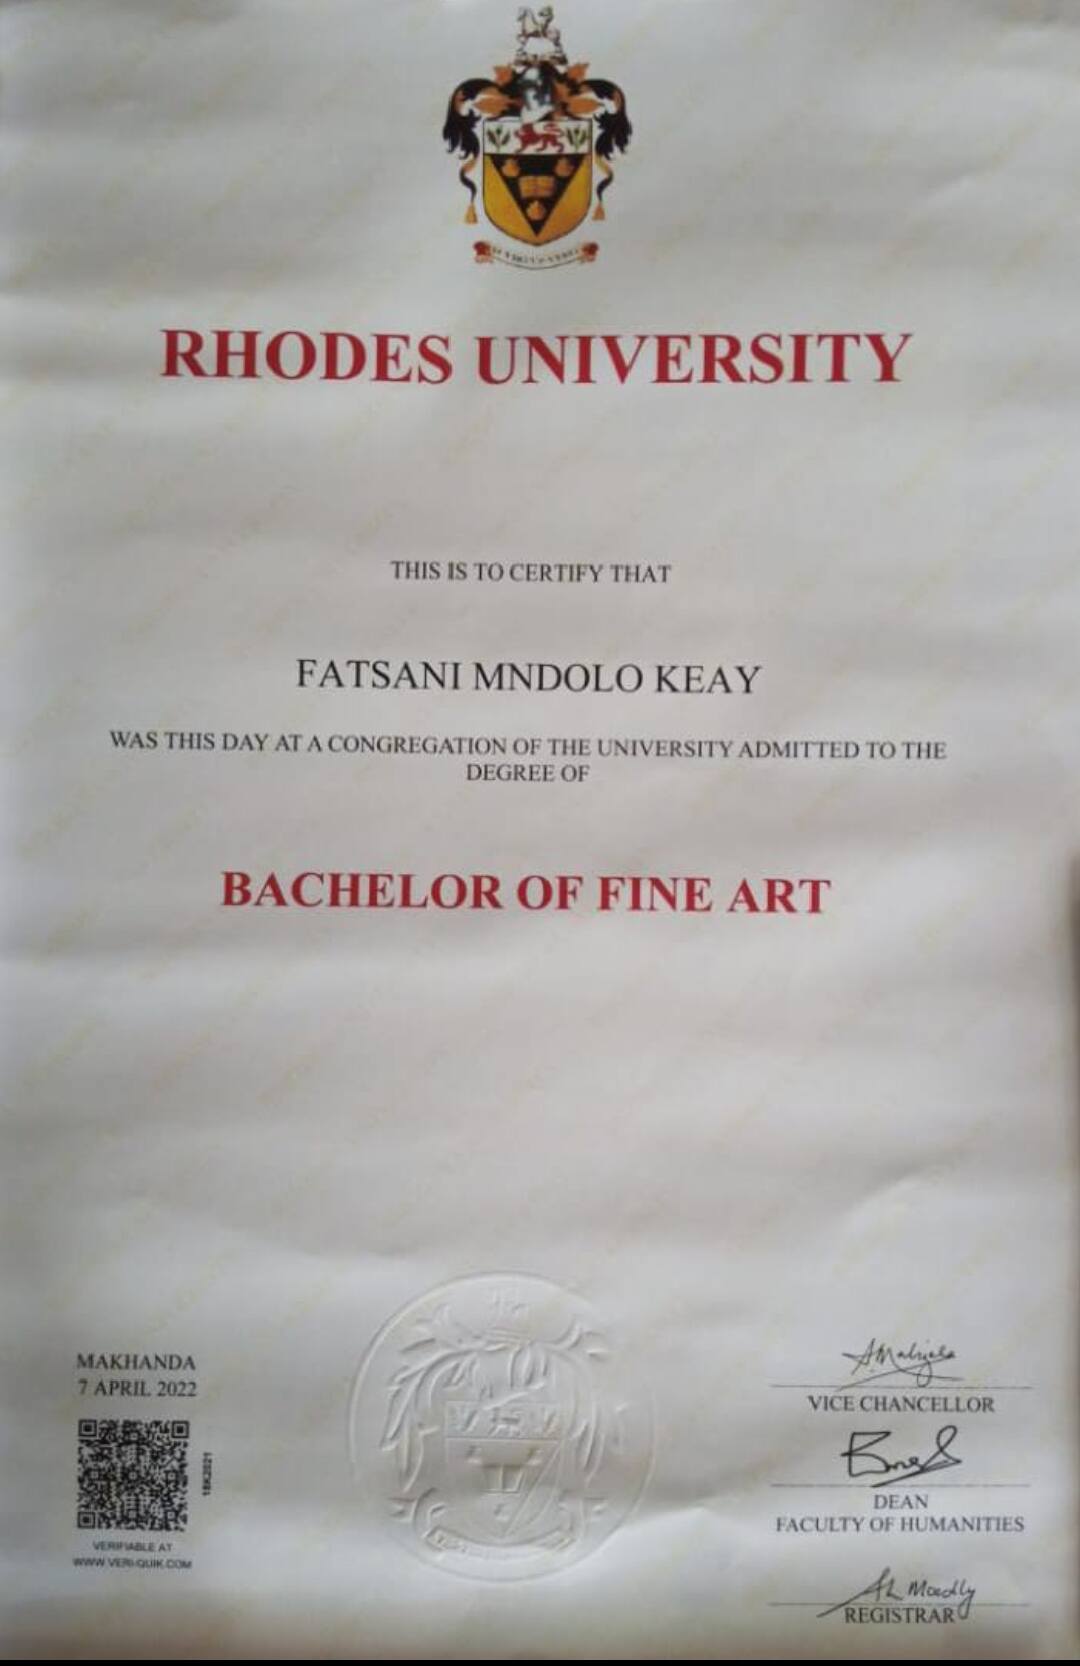 RHODES UNIVERSITY
THIS IS TO CERTIFY THAT
FATSANI MNDOLO KEAY
WAS THIS DAY AT A CONGREGATION OF THE UNIVERSITY ADMITTED TO THE
DEGREE OF
BACHELOR OF FINE ART
MAKHANDA
7 APRIL 2022
VERIFIABLE AT
WWW.VERI-QUIK.COM
VICE CHANCELLOR
DEAN
FACULTY OF HUMANITIES
REGISTRAR